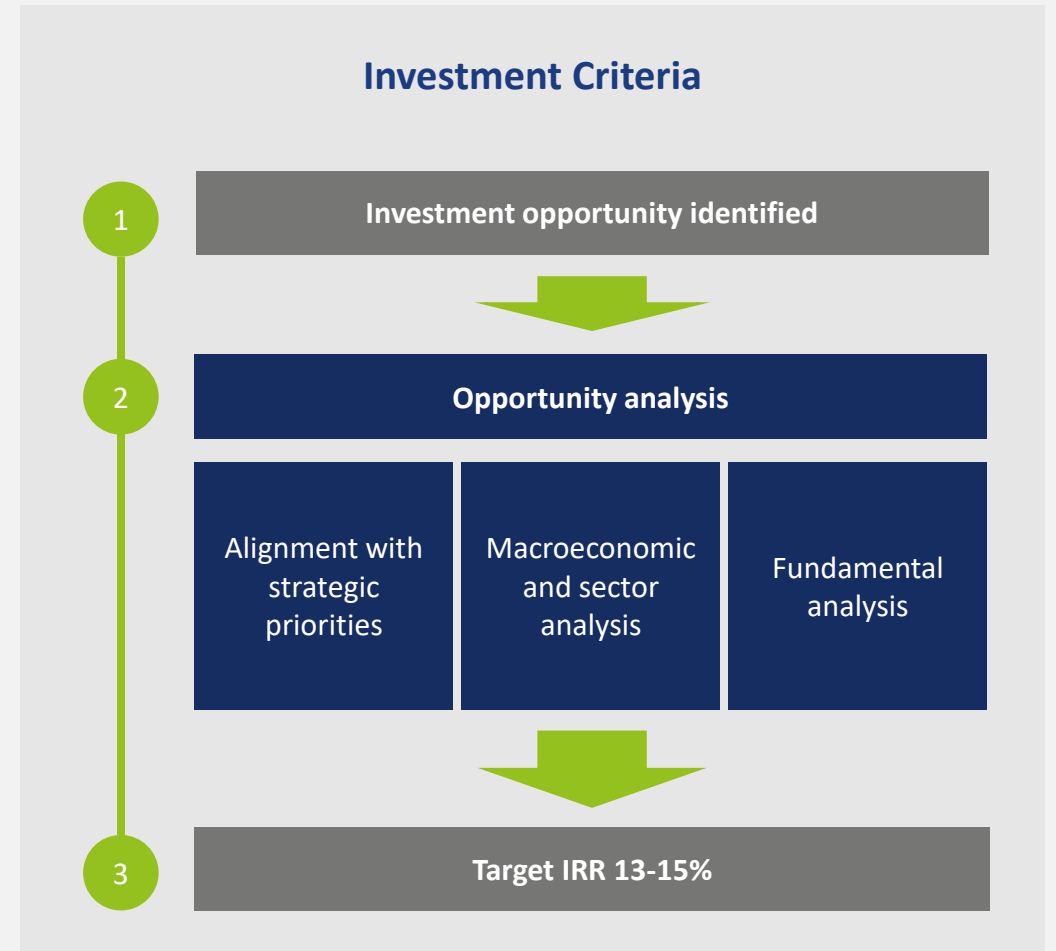 Investment Criteria
1
Investment opportunity identified
2
Opportunity analysis
Alignment with
strategic
priorities
Macroeconomic
and sector
analysis
Fundamental
analysis
3
Target IRR 13-15%